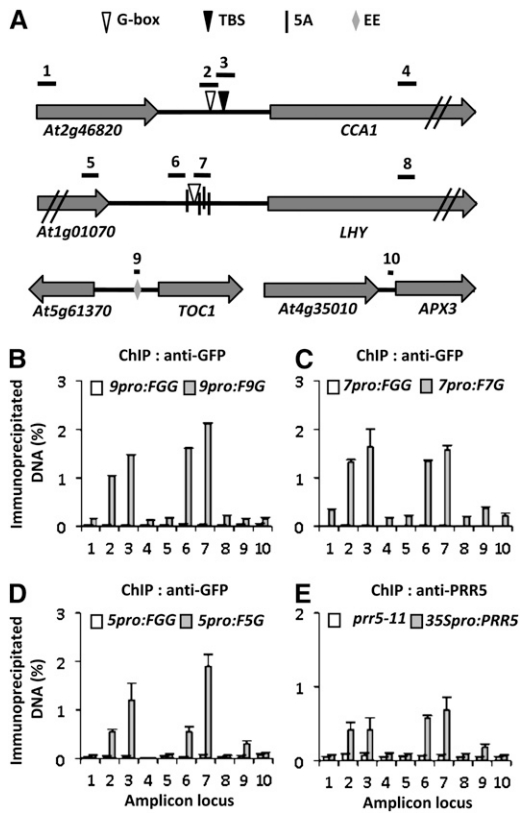 A
G-box TBS 5A EE
1 2 3 4
At2g46820 CCA1
5 6 7 8
At1g01070 LHY
9 10
At5g61370 TOC1 At4g35010 APX3
B
ChIP : anti-GFP
9pro:FGG 9pro:F9G
Immunoprecipitated
DNA (%)
3
2
1
0
1 2 3 4 5 6 7 8 9 10
C
ChIP : anti-GFP
7pro:FGG 7pro:F7G
3
2
1
0
1 2 3 4 5 6 7 8 9 10
D
ChIP : anti-GFP
5pro:FGG 5pro:F5G
Immunoprecipitated
DNA (%)
3
2
1
0
1 2 3 4 5 6 7 8 9 10
Amplicon locus
E
ChIP : anti-PRR5
prr5-11 35Spro:PRR5
2
1
0
1 2 3 4 5 6 7 8 9 10
Amplicon locus